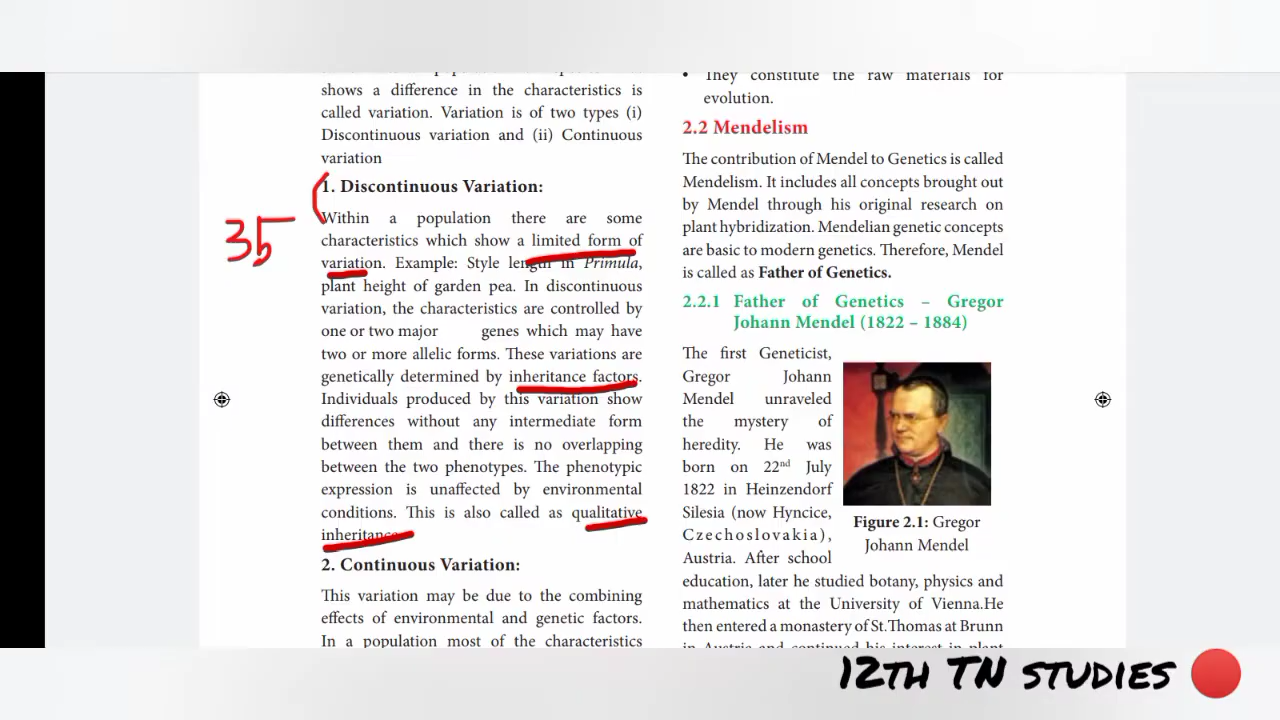 shows a difference in the characteristics is
called variation. Variation is of two types (i)
Discontinuous variation and (ii) Continuous
variation
1. Discontinuous Variation:
35
Within a population there are some
characteristics which show a limited form of
variation. Example: Style length in Primula,
plant height of garden pea. In discontinuous
variation, the characteristics are controlled by
one or two major genes which may have
two or more allelic forms. These variations are
genetically determined by inheritance factors.
Individuals produced by this variation show
differences without any intermediate form
between them and there is no overlapping
between the two phenotypes. The phenotypic
expression is unaffected by environmental
conditions. This is also called as qualitative
inheritance.
2. Continuous Variation:
This variation may be due to the combining
effects of environmental and genetic factors.
In a population most of the characteristics
• They constitute the raw materials for
evolution.
2.2 Mendelism
The contribution of Mendel to Genetics is called
Mendelism. It includes all concepts brought out
by Mendel through his original research on
plant hybridization. Mendelian genetic concepts
are basic to modern genetics. Therefore, Mendel
is called as Father of Genetics.
2.2.1 Father of Genetics – Gregor
Johann Mendel (1822 – 1884)
The first Geneticist,
Gregor Johann
Mendel unraveled
the mystery of
heredity. He was
born on 22nd July
1822 in Heinzendorf
Silesia (now Hyncice,
Czechoslovakia),
Austria. After school
education, later he studied botany, physics and
mathematics at the University of Vienna.He
then entered a monastery of St.Thomas at Brunn
in Austria and continued his interest in plant
Figure 2.1: Gregor
Johann Mendel
12TH TN STUDIES